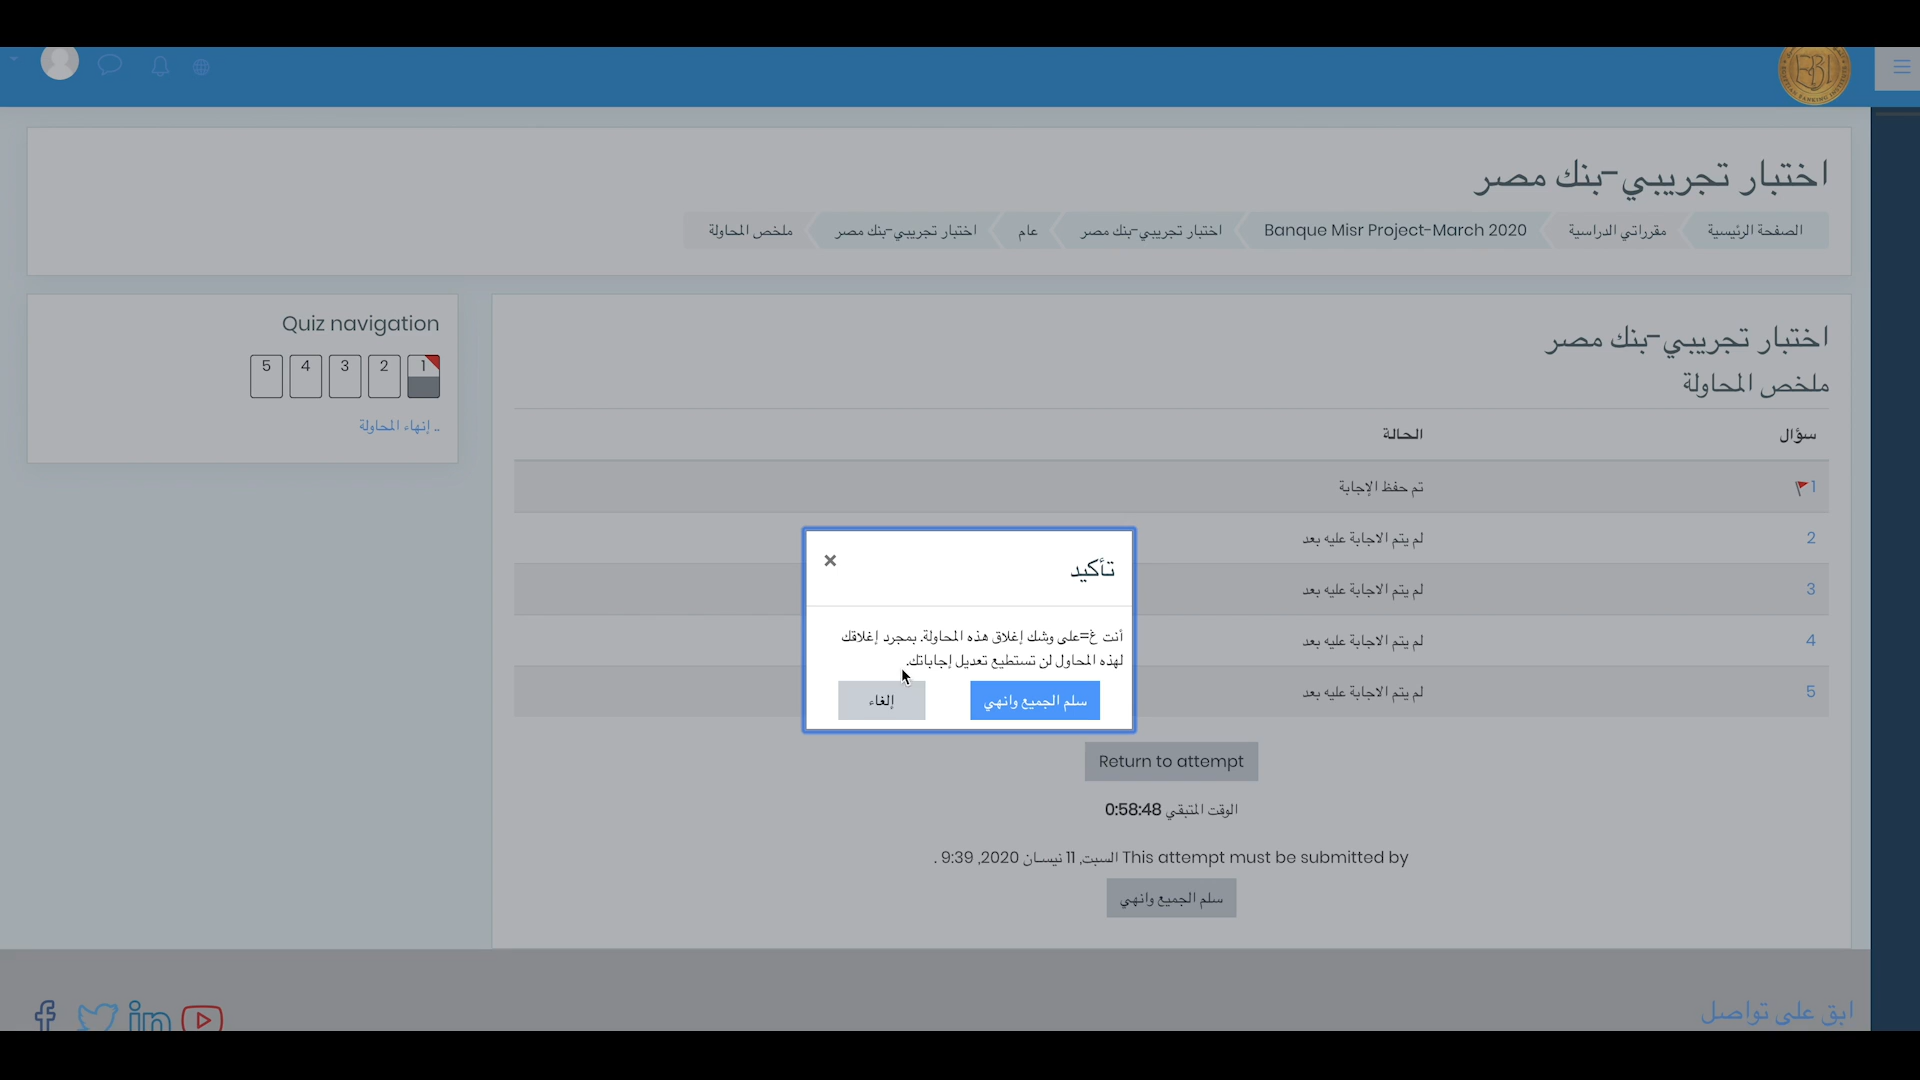 اختبار تجريبي-بنك مصر
الصفحة الرئيسية
مقرراتي الدراسية
Banque Misr Project-March 2020
اختبار تجريبي-بنك مصر
عام
اختبار تجريبي-بنك مصر
ملخص المحاولة
اختبار تجريبي-بنك مصر
ملخص المحاولة
سؤال الحالة
1 تم حفظ الإجابة
2 لم يتم الاجابة عليه بعد
3 لم يتم الاجابة عليه بعد
4 لم يتم الاجابة عليه بعد
5 لم يتم الاجابة عليه بعد
Return to attempt
الوقت المتبقي 0:58:48
This attempt must be submitted by السبت, 11 نيسان 2020, 9:39 .
سلم الجميع وانهي
Quiz navigation
1 2 3 4 5
إنهاء المحاولة ..
تأكيد
×
أنت غ=على وشك إغلاق هذه المحاولة. بمجرد إغلاقك
لهذه المحاول لن تستطيع تعديل إجاباتك.
سلم الجميع وانهي
إلغاء
ابق على تواصل